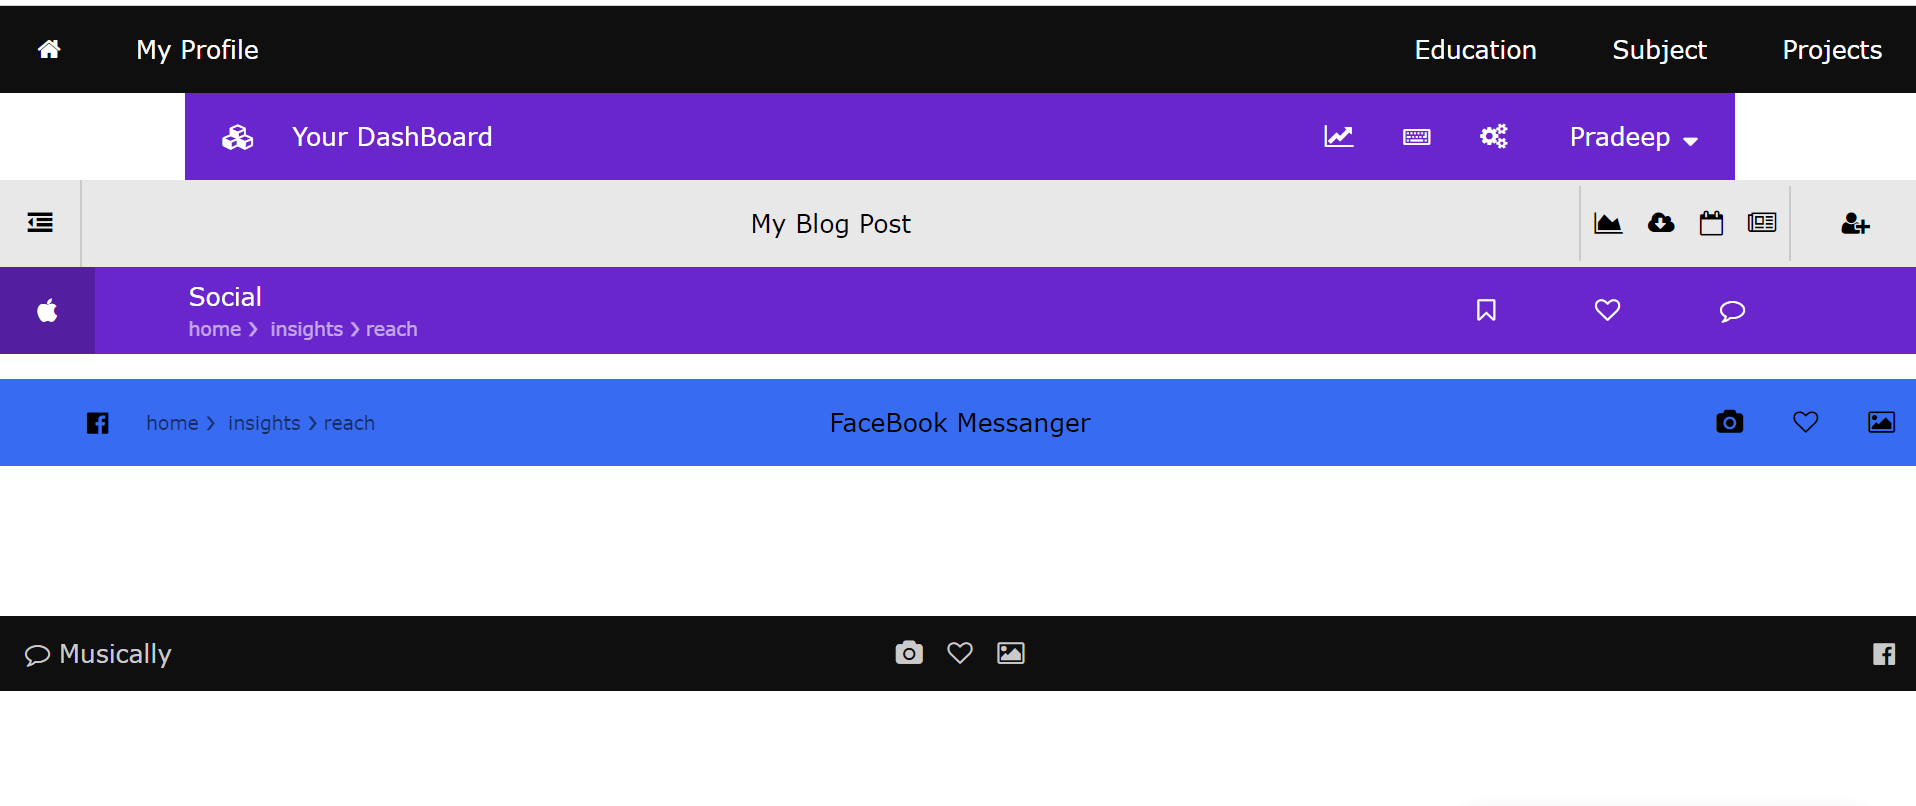 My Profile Education Subject Projects
Your DashBoard Pradeep
My Blog Post
Social
home insights reach
home insights reach FaceBook Messanger
Musically